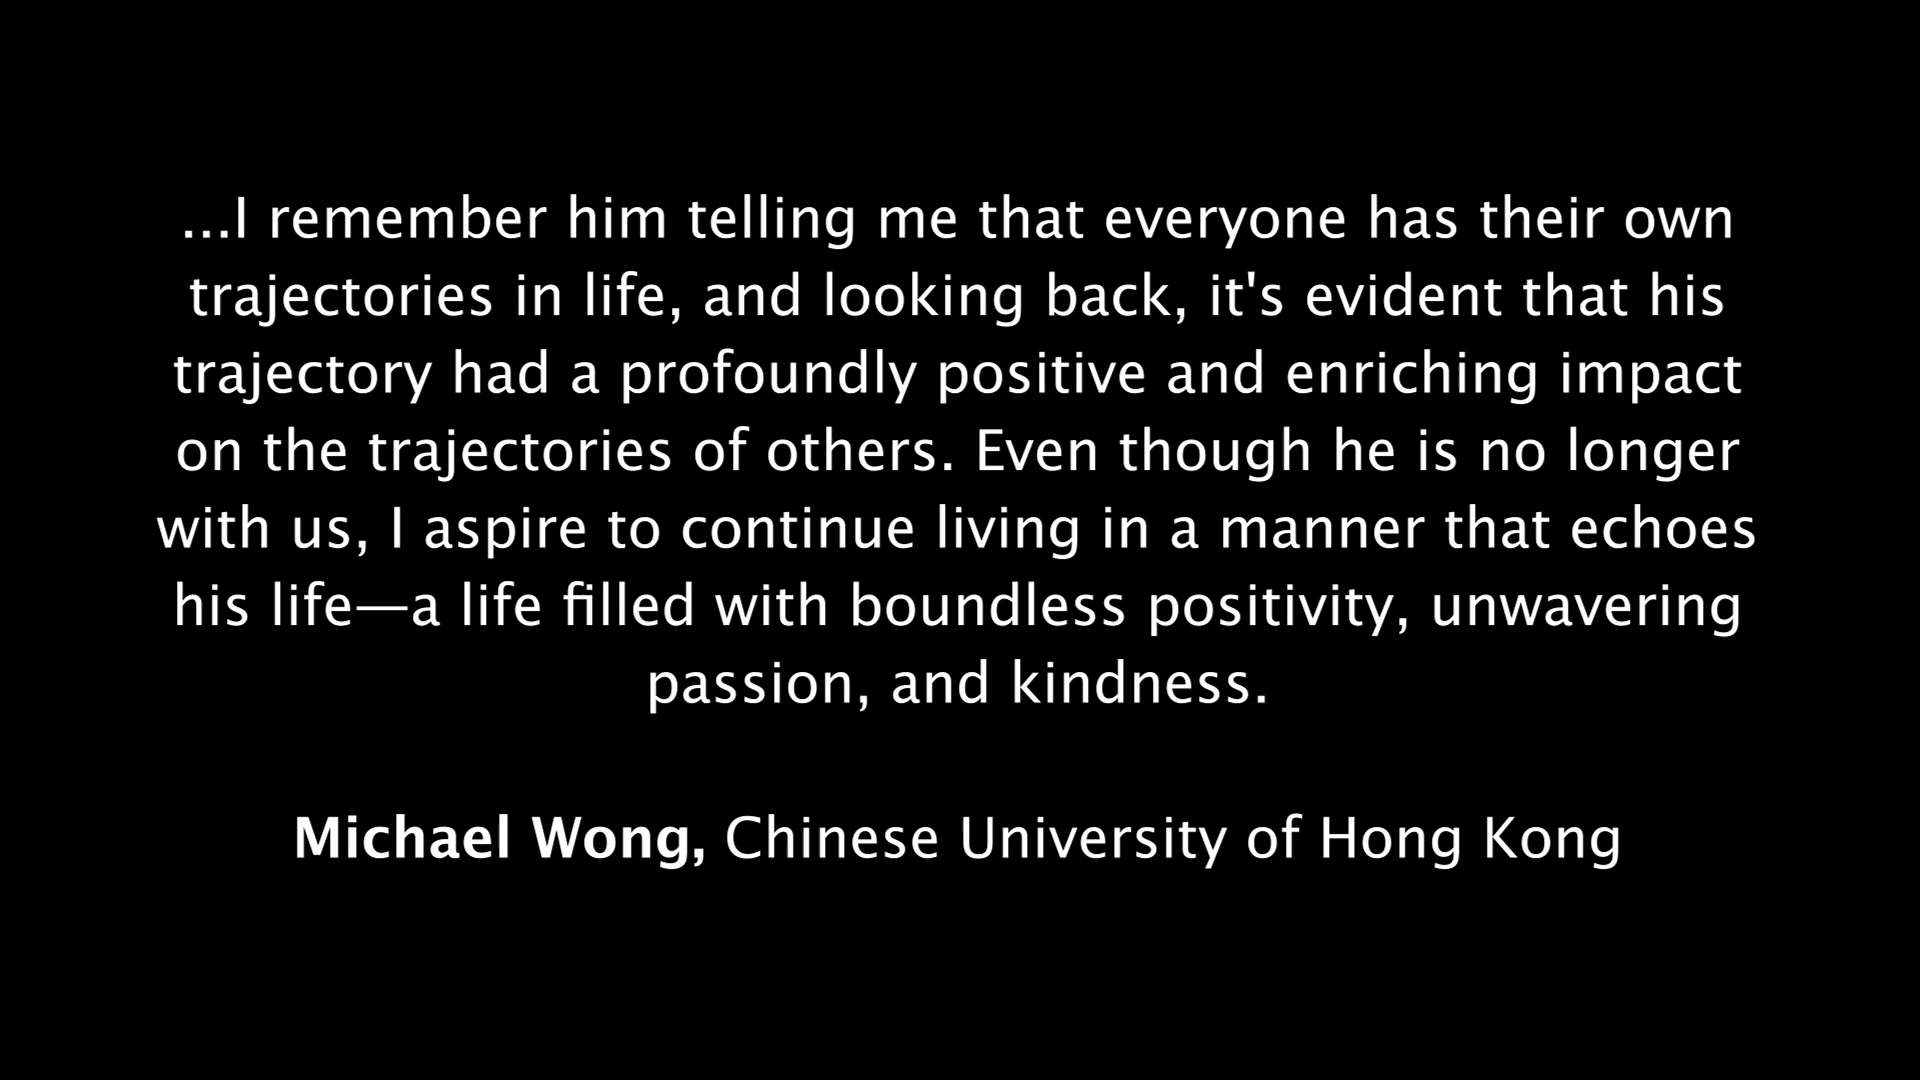 ...I remember him telling me that everyone has their own
trajectories in life, and looking back, it's evident that his
trajectory had a profoundly positive and enriching impact
on the trajectories of others. Even though he is no longer
with us, I aspire to continue living in a manner that echoes
his life—a life filled with boundless positivity, unwavering
passion, and kindness.
Michael Wong, Chinese University of Hong Kong